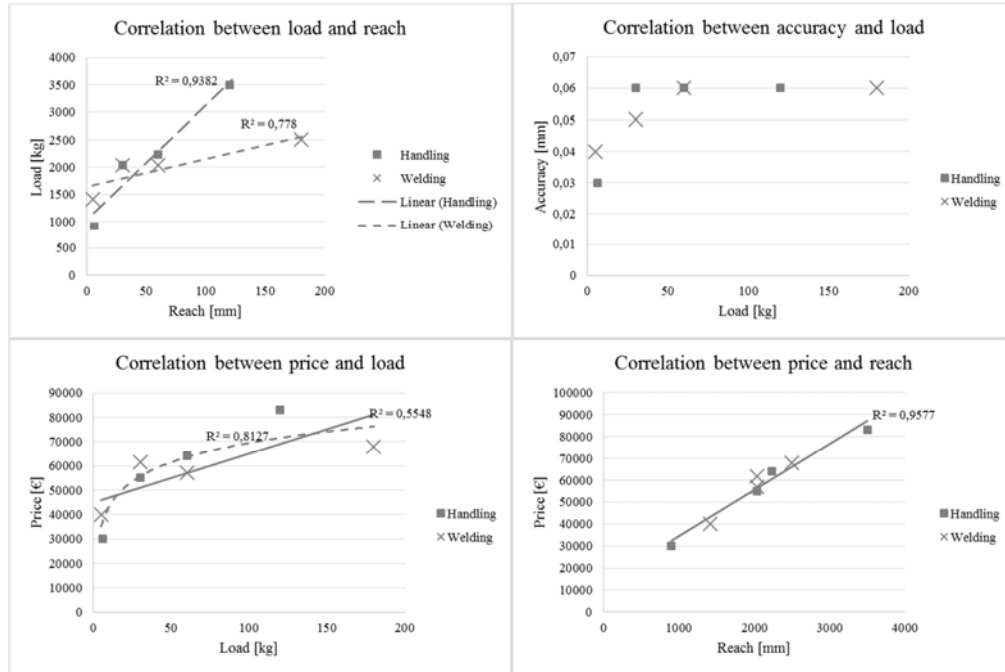 Correlation between load and reach
4000
3500
3000
2500
2000
1500
1000
500
0
Load [kg]
R² = 0,9382
R² = 0,778
0 50 100 150 200
Reach [mm]
Handling
Welding
Linear (Handling)
Linear (Welding)
Correlation between accuracy and load
0,07
0,06
0,05
0,04
0,03
0,02
0,01
0
Accuracy [mm]
0 50 100 150 200
Load [kg]
Handling
Welding
Correlation between price and load
90000
80000
70000
60000
50000
40000
30000
20000
10000
0
Price [€]
R² = 0,8127
R² = 0,5548
0 50 100 150 200
Load [kg]
Handling
Welding
Correlation between price and reach
100000
90000
80000
70000
60000
50000
40000
30000
20000
10000
0
Price [€]
R² = 0,9577
0 1000 2000 3000 4000
Reach [mm]
Handling
Welding